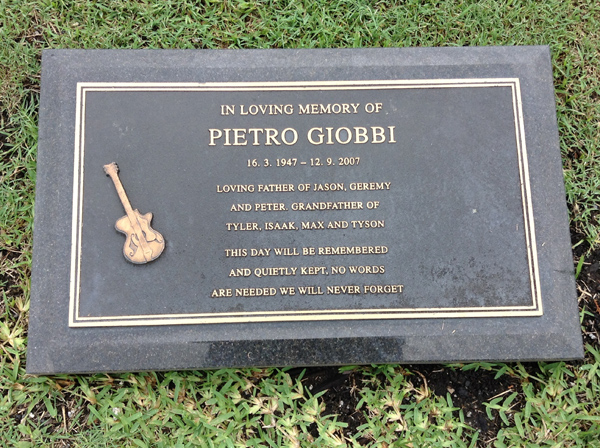 IN LOVING MEMORY OF
PIETRO GIOBBI
16. 3. 1947 – 12. 9. 2007
LOVING FATHER OF JASON, GEREMY
AND PETER. GRANDFATHER OF
TYLER, ISAAK, MAX AND TYSON
THIS DAY WILL BE REMEMBERED
AND QUIETLY KEPT, NO WORDS
ARE NEEDED WE WILL NEVER FORGET